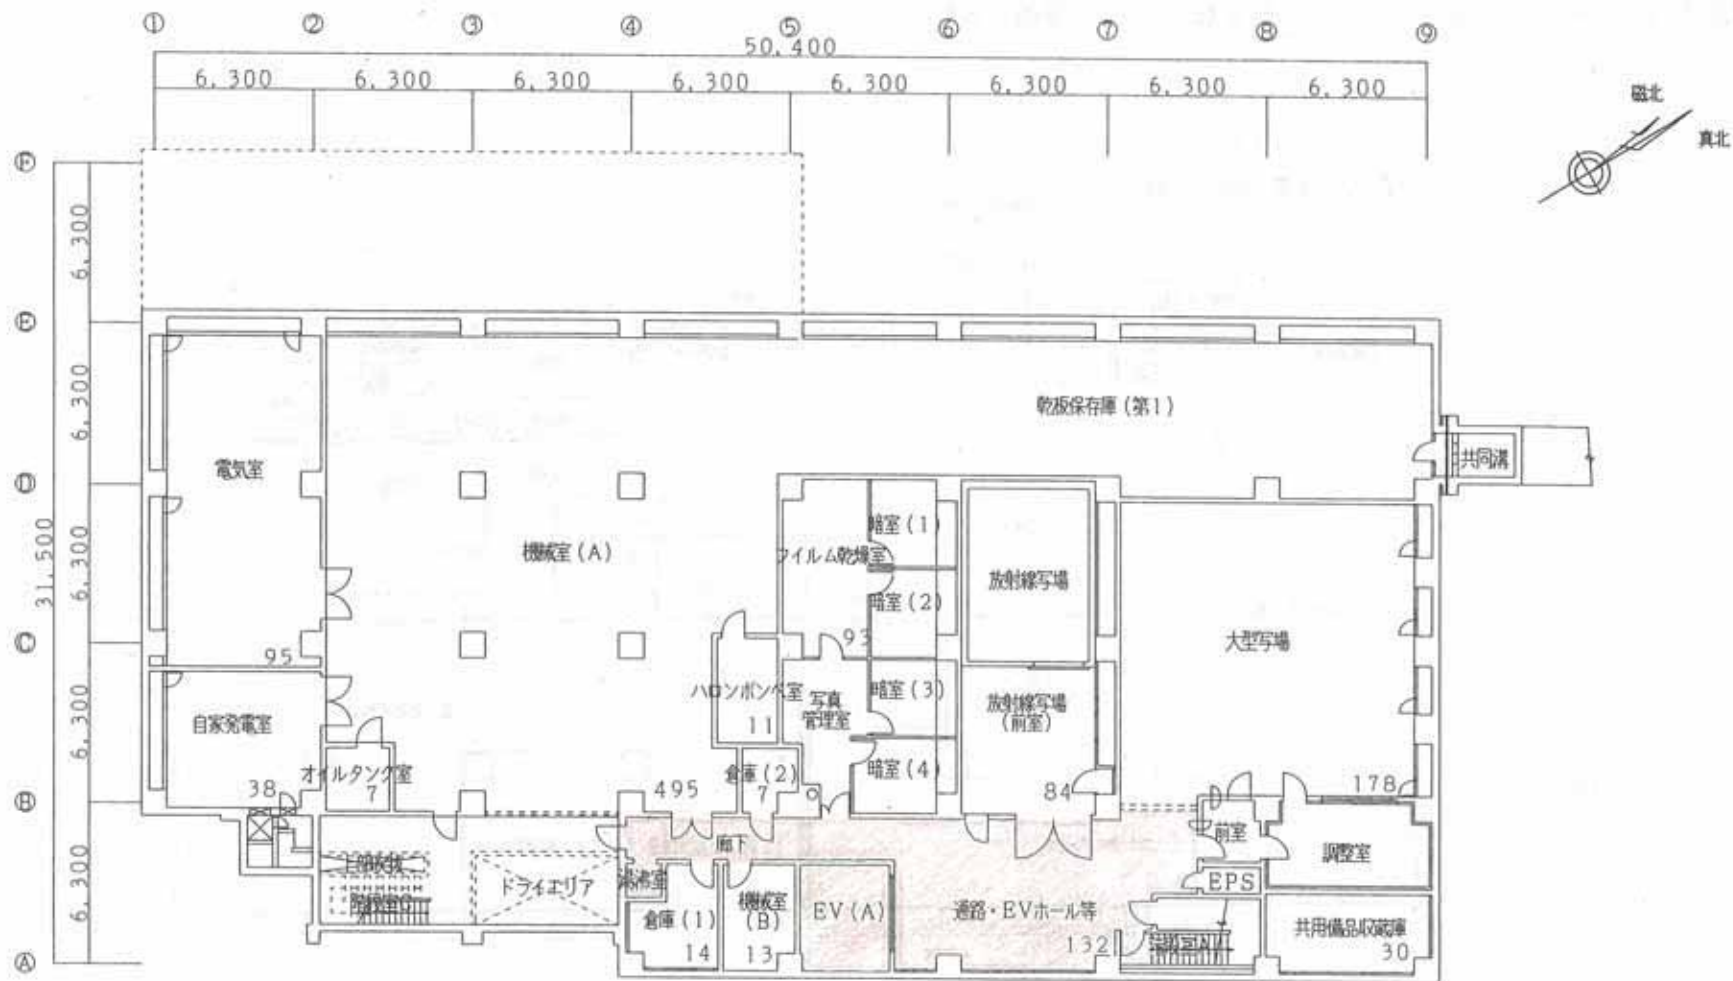 ① ② ③ ④ ⑤ ⑥ ⑦ ⑧ ⑨
50,400
6,300 6,300 6,300 6,300 6,300 6,300 6,300 6,300
磁北
真北
Ⓕ
6,300
Ⓔ
6,300
乾板保存庫(第1)
電気室
共同溝
Ⓓ
31,500
6,300
機械室(A)
フイルム乾燥室
暗室(1)
暗室(2)
放射線写場
大型写場
93
Ⓒ
95
6,300
自家発電室
38
オイルタンク室
7
ハロンボンベ室
11
写真
管理室
暗室(3)
暗室(4)
放射線写場
(前室)
84
495
倉庫(2)
7
178
Ⓑ
6,300
廊下
前室
調整室
ドライエリア
湯沸室
倉庫(1)
14
機械室
(B)
13
EV(A)
通路・EVホール等
132
EPS
共用備品収蔵庫
30
Ⓐ